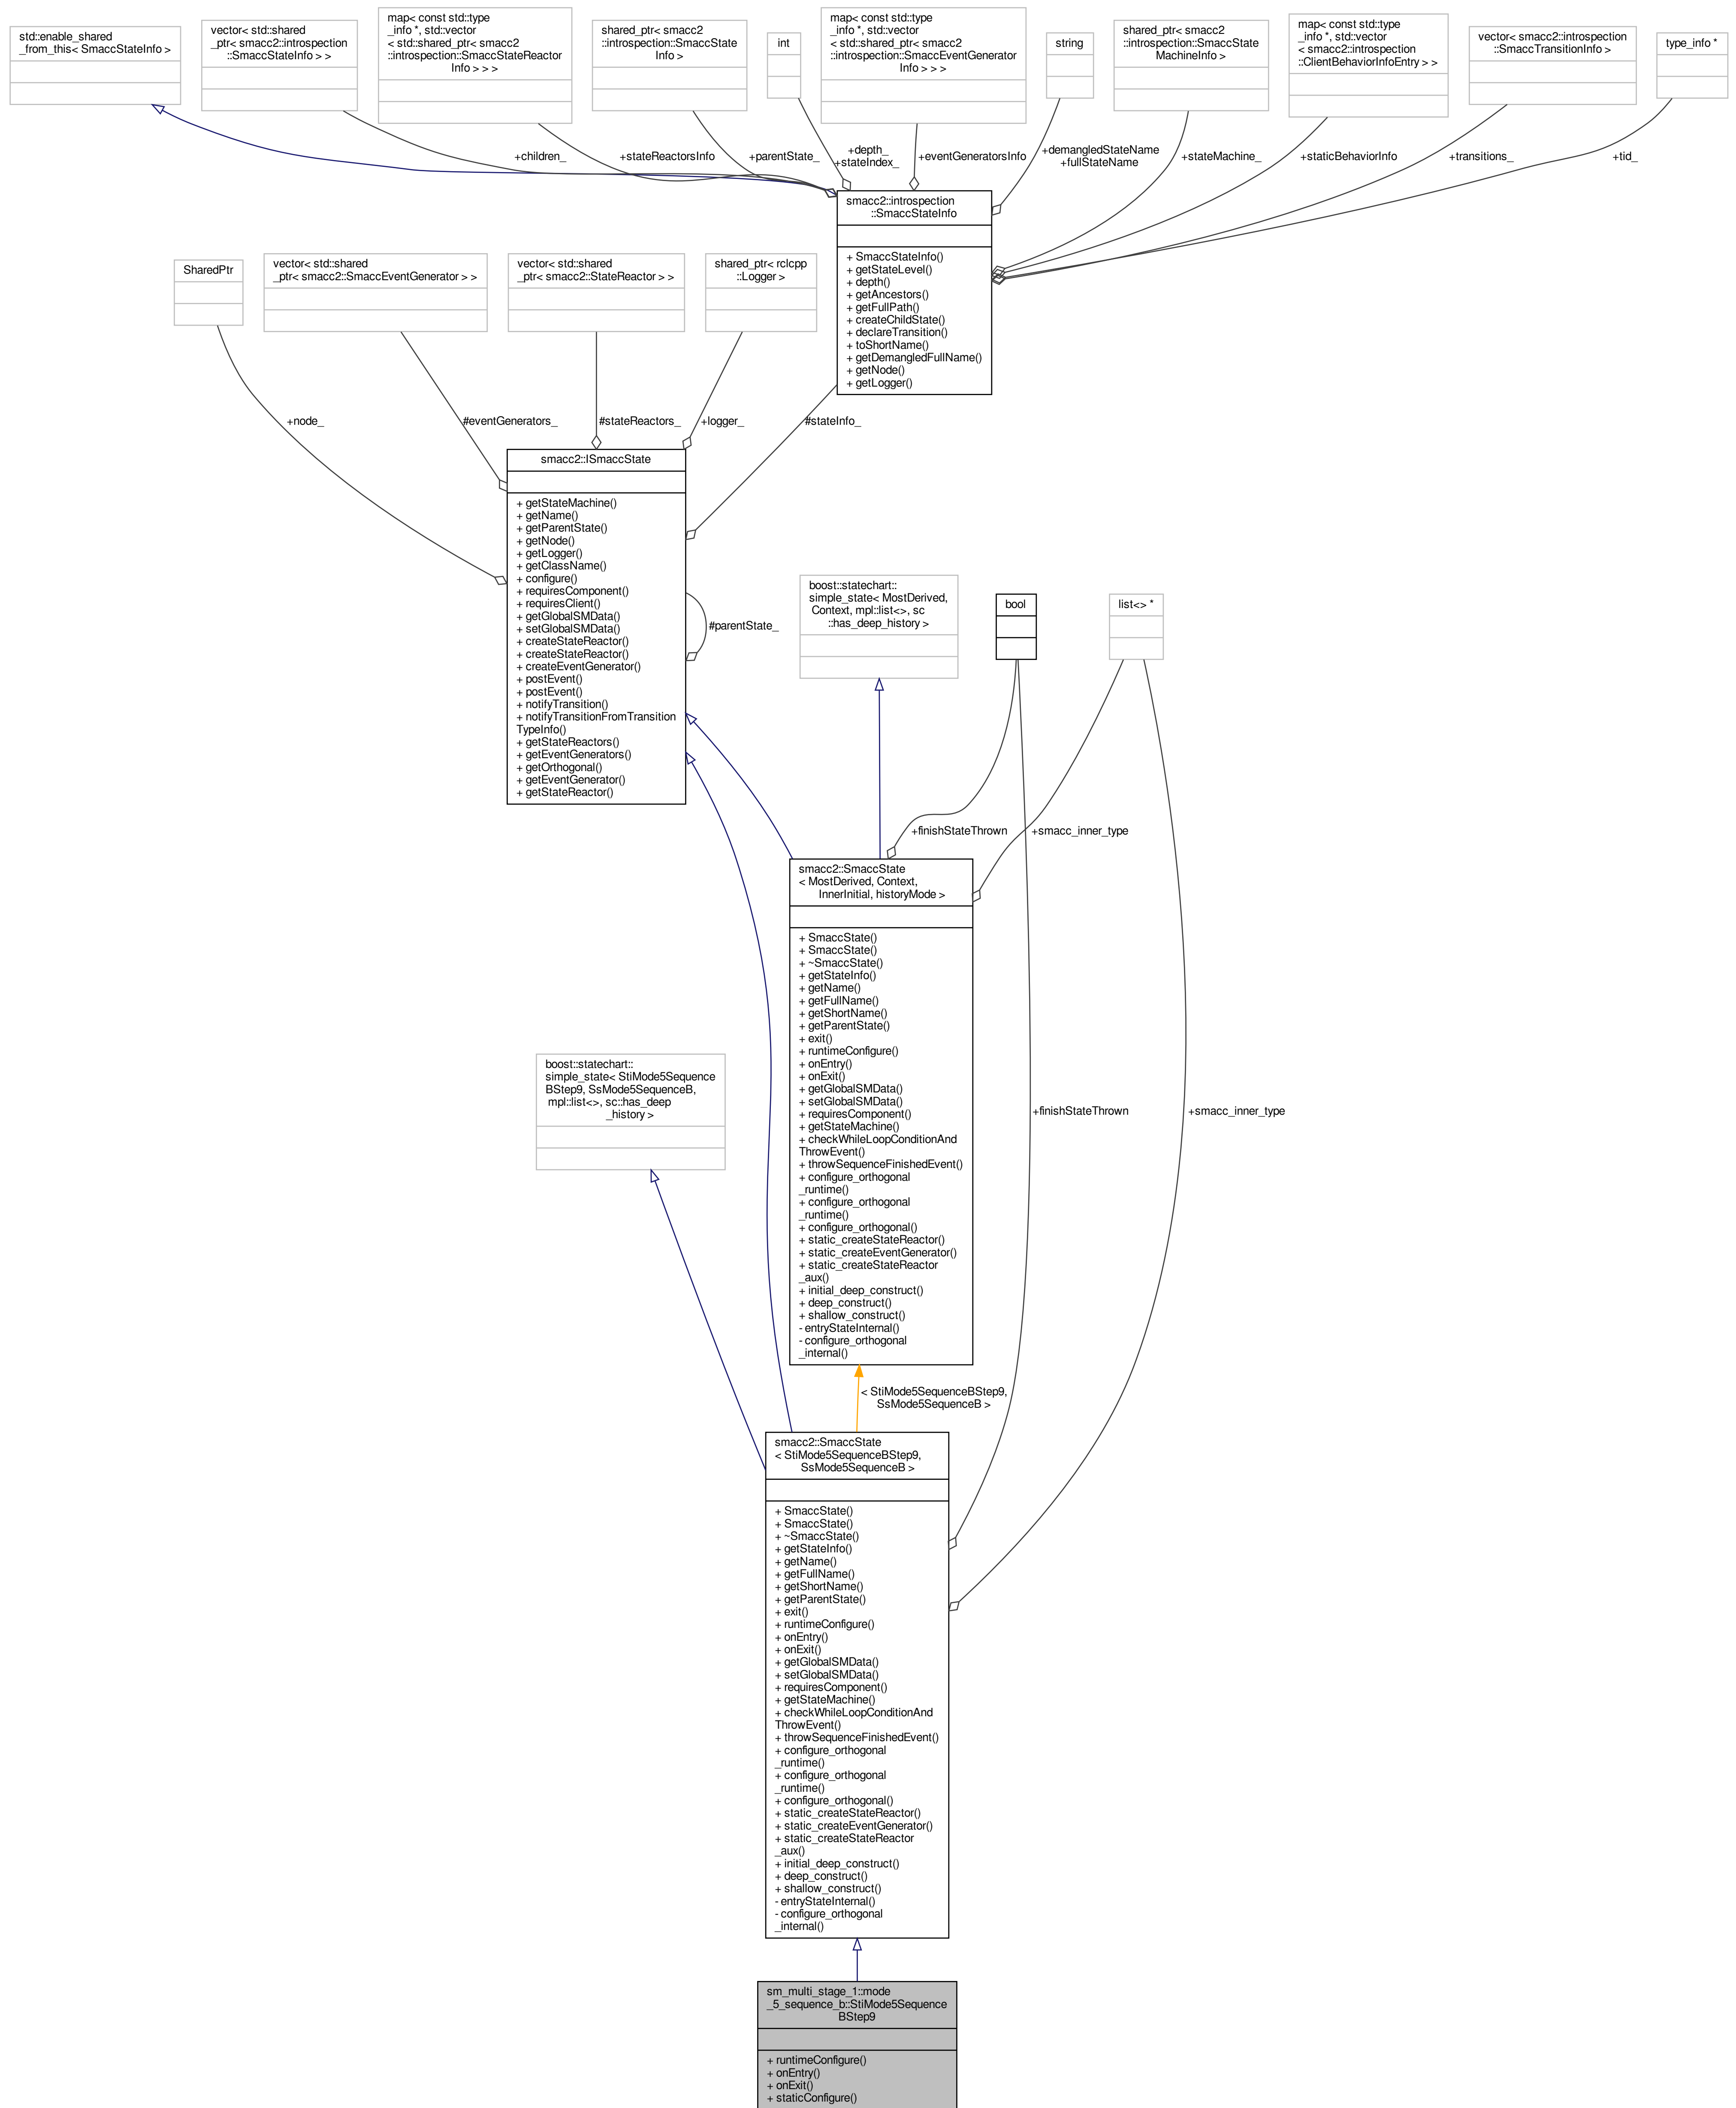 std::enable_shared
_from_this< SmaccStateInfo >
vector< std::shared
_ptr< smacc2::introspection
::SmaccStateInfo > >
map< const std::type
_info *, std::vector
< std::shared_ptr< smacc2
::introspection::SmaccStateReactor
Info > > >
shared_ptr< smacc2
::introspection::SmaccState
Info >
int
map< const std::type
_info *, std::vector
< std::shared_ptr< smacc2
::introspection::SmaccEventGenerator
Info > > >
string
shared_ptr< smacc2
::introspection::SmaccState
MachineInfo >
map< const std::type
_info *, std::vector
< smacc2::introspection
::ClientBehaviorInfoEntry > >
vector< smacc2::introspection
::SmaccTransitionInfo >
type_info *
+children_
+stateReactorsInfo
+parentState_
+depth_
+stateIndex_
+eventGeneratorsInfo
+demangledStateName
+fullStateName
+stateMachine_
+staticBehaviorInfo
+transitions_
+tid_
smacc2::introspection
::SmaccStateInfo
+ SmaccStateInfo()
+ getStateLevel()
+ depth()
+ getAncestors()
+ getFullPath()
+ createChildState()
+ declareTransition()
+ toShortName()
+ getDemangledFullName()
+ getNode()
+ getLogger()
SharedPtr
vector< std::shared
_ptr< smacc2::SmaccEventGenerator > >
vector< std::shared
_ptr< smacc2::StateReactor > >
shared_ptr< rclcpp
::Logger >
+node_
#eventGenerators_
#stateReactors_
+logger_
#stateInfo_
smacc2::ISmaccState
+ getStateMachine()
+ getName()
+ getParentState()
+ getNode()
+ getLogger()
+ getClassName()
+ configure()
+ requiresComponent()
+ requiresClient()
+ getGlobalSMData()
+ setGlobalSMData()
+ createStateReactor()
+ createStateReactor()
+ createEventGenerator()
+ postEvent()
+ postEvent()
+ notifyTransition()
+ notifyTransitionFromTransition
TypeInfo()
+ getStateReactors()
+ getEventGenerators()
+ getOrthogonal()
+ getEventGenerator()
+ getStateReactor()
#parentState_
boost::statechart::
simple_state< MostDerived,
Context, mpl::list<>, sc
::has_deep_history >
bool
list<> *
+finishStateThrown
+smacc_inner_type
smacc2::SmaccState
< MostDerived, Context,
InnerInitial, historyMode >
+ SmaccState()
+ SmaccState()
+ ~SmaccState()
+ getStateInfo()
+ getName()
+ getFullName()
+ getShortName()
+ getParentState()
+ exit()
+ runtimeConfigure()
+ onEntry()
+ onExit()
+ getGlobalSMData()
+ setGlobalSMData()
+ requiresComponent()
+ getStateMachine()
+ checkWhileLoopConditionAnd
ThrowEvent()
+ throwSequenceFinishedEvent()
+ configure_orthogonal
_runtime()
+ configure_orthogonal
_runtime()
+ configure_orthogonal()
+ static_createStateReactor()
+ static_createEventGenerator()
+ static_createStateReactor
_aux()
+ initial_deep_construct()
+ deep_construct()
+ shallow_construct()
- entryStateInternal()
- configure_orthogonal
_internal()
boost::statechart::
simple_state< StiMode5Sequence
BStep9, SsMode5SequenceB,
mpl::list<>, sc::has_deep
_history >
+finishStateThrown
+smacc_inner_type
< StiMode5SequenceBStep9,
SsMode5SequenceB >
smacc2::SmaccState
< StiMode5SequenceBStep9,
SsMode5SequenceB >
+ SmaccState()
+ SmaccState()
+ ~SmaccState()
+ getStateInfo()
+ getName()
+ getFullName()
+ getShortName()
+ getParentState()
+ exit()
+ runtimeConfigure()
+ onEntry()
+ onExit()
+ getGlobalSMData()
+ setGlobalSMData()
+ requiresComponent()
+ getStateMachine()
+ checkWhileLoopConditionAnd
ThrowEvent()
+ throwSequenceFinishedEvent()
+ configure_orthogonal
_runtime()
+ configure_orthogonal
_runtime()
+ configure_orthogonal()
+ static_createStateReactor()
+ static_createEventGenerator()
+ static_createStateReactor
_aux()
+ initial_deep_construct()
+ deep_construct()
+ shallow_construct()
- entryStateInternal()
- configure_orthogonal
_internal()
sm_multi_stage_1::mode
_5_sequence_b::StiMode5Sequence
BStep9
+ runtimeConfigure()
+ onEntry()
+ onExit()
+ staticConfigure()